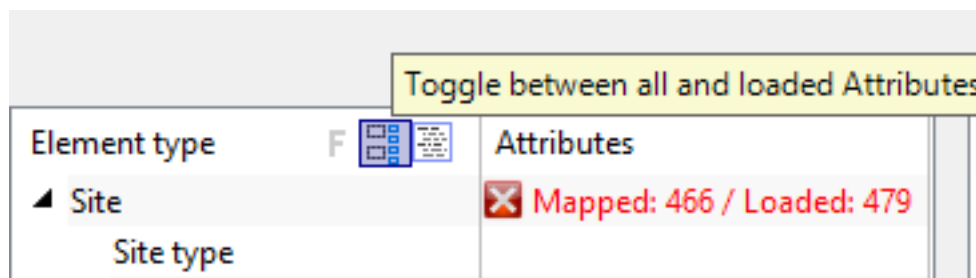 Toggle between all and loaded Attributes
Element type F Attributes
Site Mapped: 466 / Loaded: 479
Site type